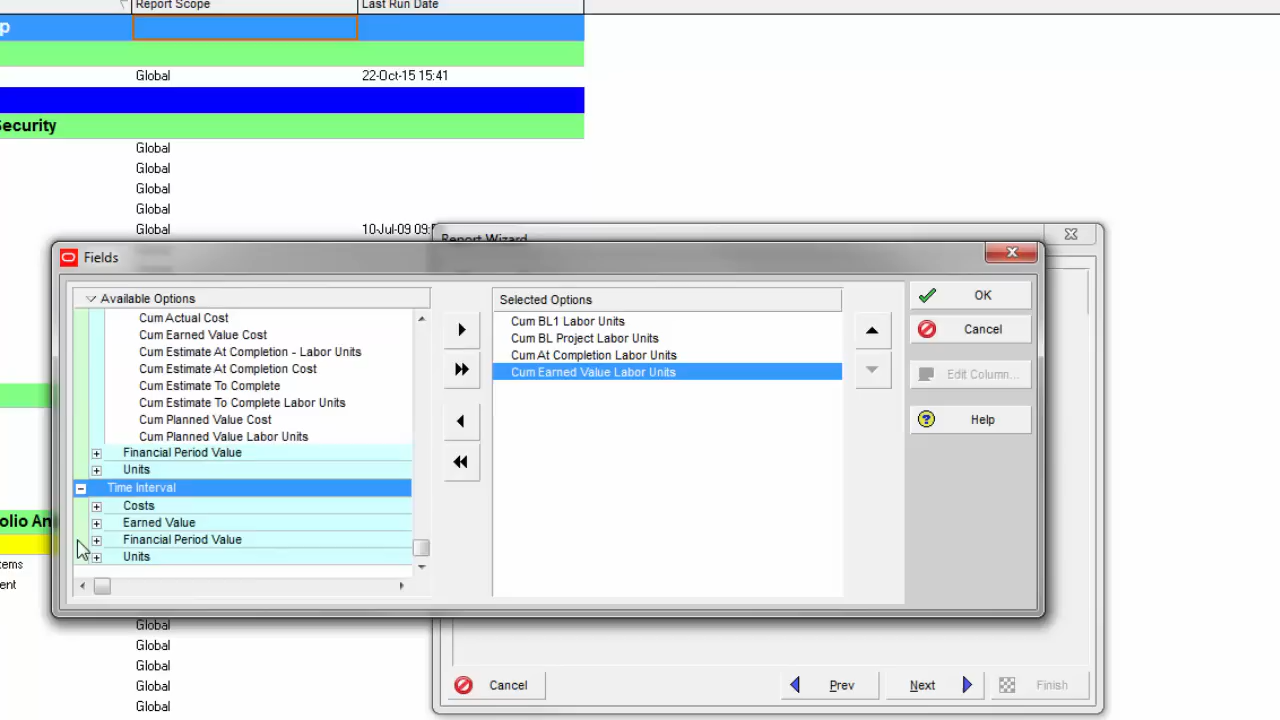 Report Scope
Last Run Date
p
Global
22-Oct-15 15:41
Security
Global
Global
Global
Global
Global
10-Jul-09 09:
Report Wizard
Fields
Available Options
Cum Actual Cost
Cum Earned Value Cost
Cum Estimate At Completion - Labor Units
Cum Estimate At Completion Cost
Cum Estimate To Complete
Cum Estimate To Complete Labor Units
Cum Planned Value Cost
Cum Planned Value Labor Units
Financial Period Value
Units
Time Interval
Costs
Earned Value
Financial Period Value
Units
Selected Options
Cum BL1 Labor Units
Cum BL Project Labor Units
Cum At Completion Labor Units
Cum Earned Value Labor Units
OK
Cancel
Edit Column...
Help
olio An
ems
ent
Global
Global
Global
Global
Global
Cancel
Prev
Next
Finish